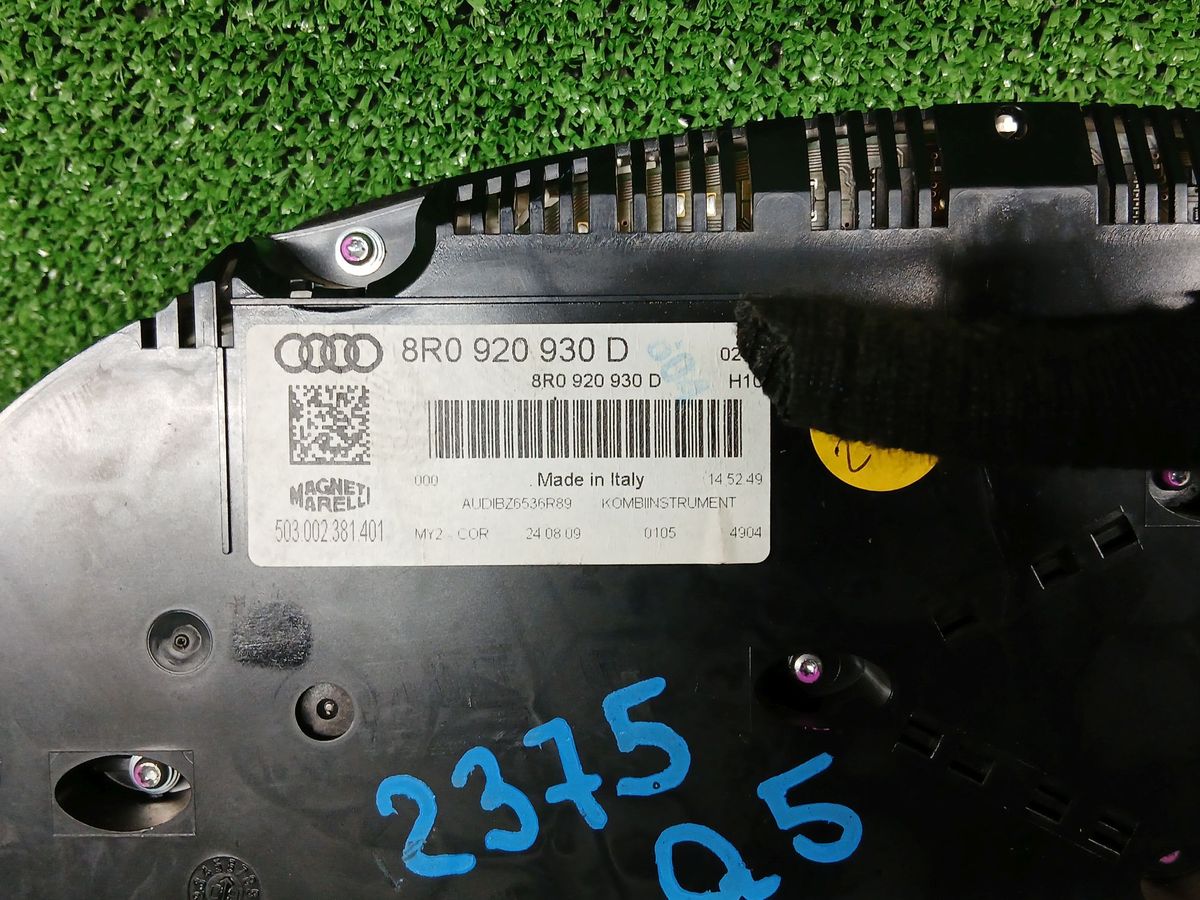 8R0 920 930 D
8R0 920 930 D
000
Made in Italy
14 52 49
MAGNETI
MARELLI
AUDIBZ6536R89 KOMBIINSTRUMENT
503.002.381.401
MY2 - COR 24 08 09 0105 4904
2375
Q5